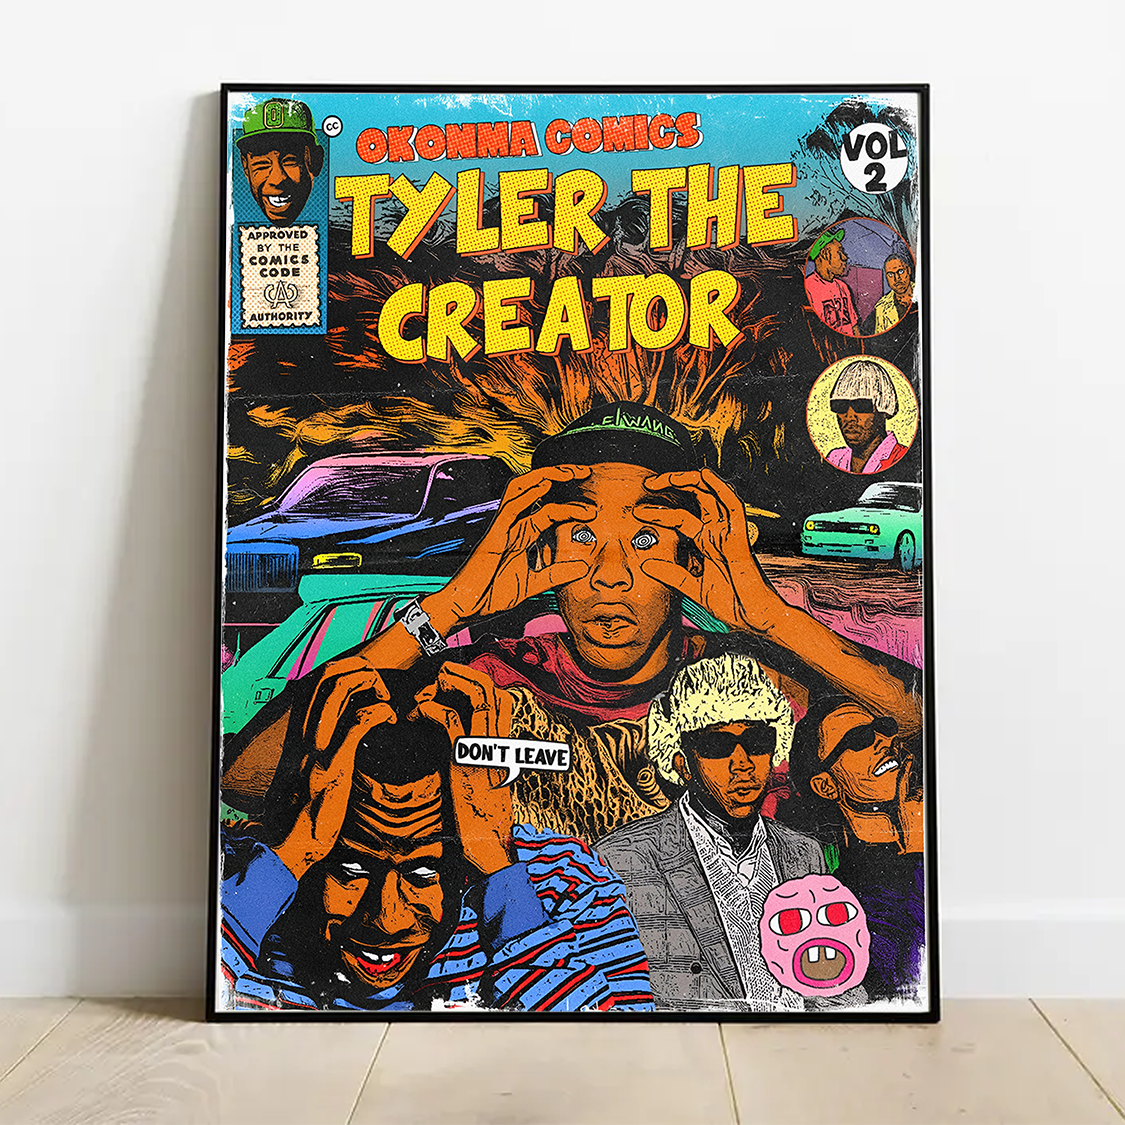 CC
OKONMA COMICS
TYLER THE
CREATOR
VOL
2
APPROVED
BY THE
COMICS
CODE
AUTHORITY
DON'T LEAVE